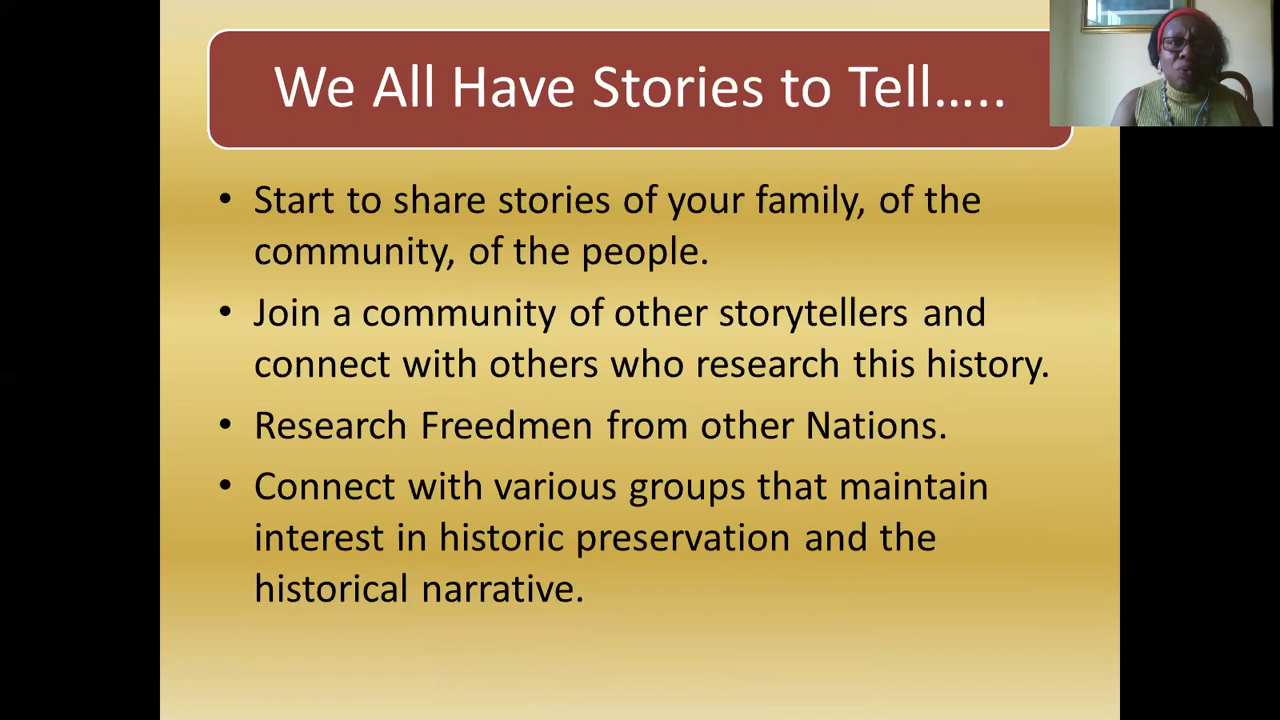 We All Have Stories to Tell…..
• Start to share stories of your family, of the
community, of the people.
• Join a community of other storytellers and
connect with others who research this history.
• Research Freedmen from other Nations.
• Connect with various groups that maintain
interest in historic preservation and the
historical narrative.